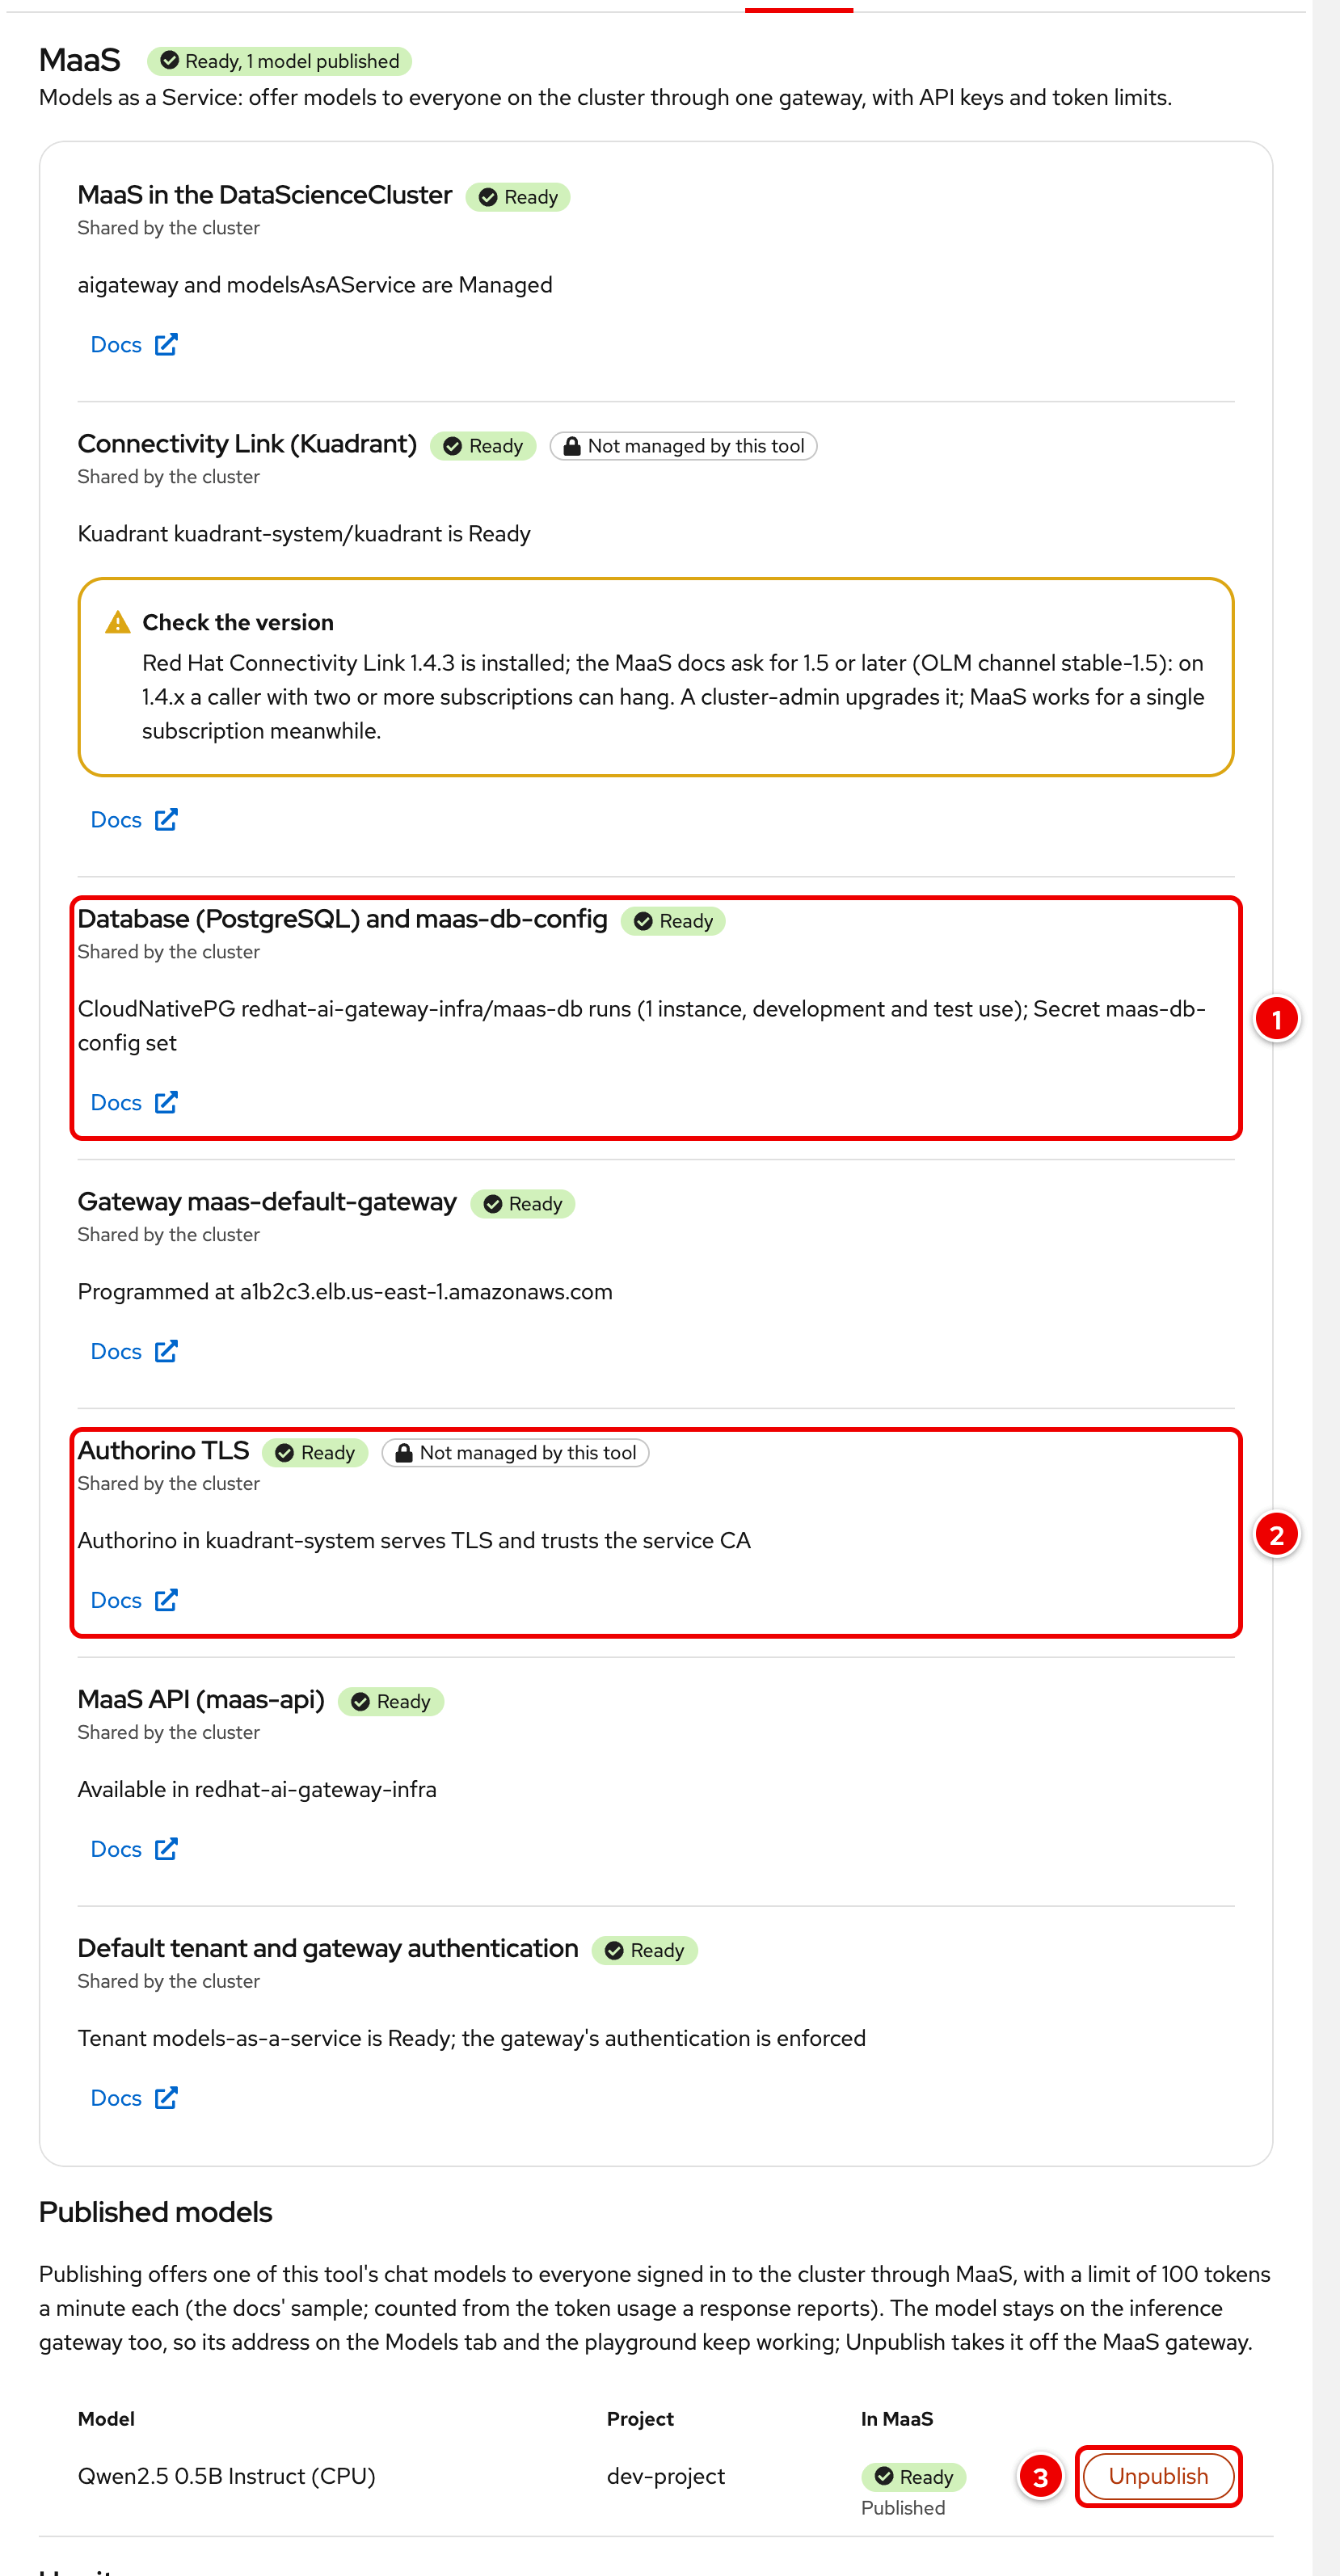 MaaS
Ready, 1 model published
Models as a Service: offer models to everyone on the cluster through one gateway, with API keys and token limits.
MaaS in the DataScienceCluster
Ready
Shared by the cluster
aigateway and modelsAsAService are Managed
Docs
Connectivity Link (Kuadrant)
Ready
Not managed by this tool
Shared by the cluster
Kuadrant kuadrant-system/kuadrant is Ready
Check the version
Red Hat Connectivity Link 1.4.3 is installed; the MaaS docs ask for 1.5 or later (OLM channel stable-1.5): on
1.4.x a caller with two or more subscriptions can hang. A cluster-admin upgrades it; MaaS works for a single
subscription meanwhile.
Docs
Database (PostgreSQL) and maas-db-config
Ready
Shared by the cluster
CloudNativePG redhat-ai-gateway-infra/maas-db runs (1 instance, development and test use); Secret maas-db-
config set
1
Docs
Gateway maas-default-gateway
Ready
Shared by the cluster
Programmed at a1b2c3.elb.us-east-1.amazonaws.com
Docs
Authorino TLS
Ready
Not managed by this tool
Shared by the cluster
Authorino in kuadrant-system serves TLS and trusts the service CA
2
Docs
MaaS API (maas-api)
Ready
Shared by the cluster
Available in redhat-ai-gateway-infra
Docs
Default tenant and gateway authentication
Ready
Shared by the cluster
Tenant models-as-a-service is Ready; the gateway's authentication is enforced
Docs
Published models
Publishing offers one of this tool's chat models to everyone signed in to the cluster through MaaS, with a limit of 100 tokens
a minute each (the docs' sample; counted from the token usage a response reports). The model stays on the inference
gateway too, so its address on the Models tab and the playground keep working; Unpublish takes it off the MaaS gateway.
Model
Project
In MaaS
Qwen2.5 0.5B Instruct (CPU)
dev-project
Ready
Published
3
Unpublish